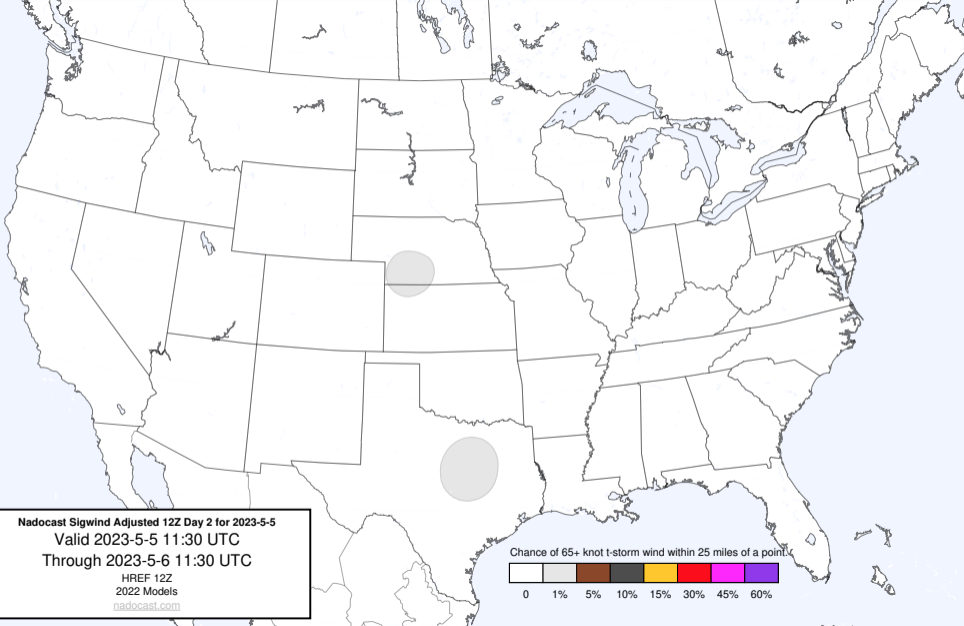 Nadocast Sigwind Adjusted 12Z Day 2 for 2023-5-5
Valid 2023-5-5 11:30 UTC
Through 2023-5-6 11:30 UTC
HREF 12Z
2022 Models
nadocast.com
Chance of 65+ knot t-storm wind within 25 miles of a point.
0 1% 5% 10% 15% 30% 45% 60%